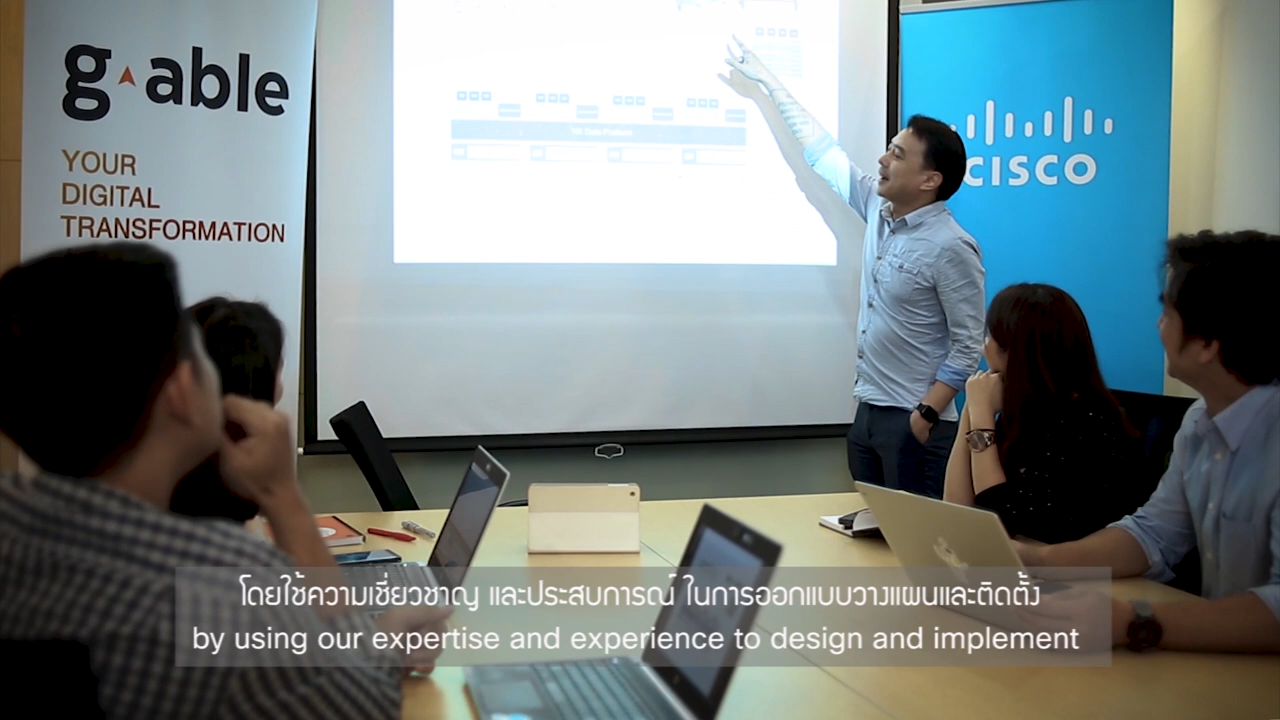 g able
YOUR
DIGITAL
TRANSFORMATION
CISCO
โดยใช้ความเชี่ยวชาญ และประสบการณ์ ในการออกแบบวางแผนและติดตั้ง
by using our expertise and experience to design and implement